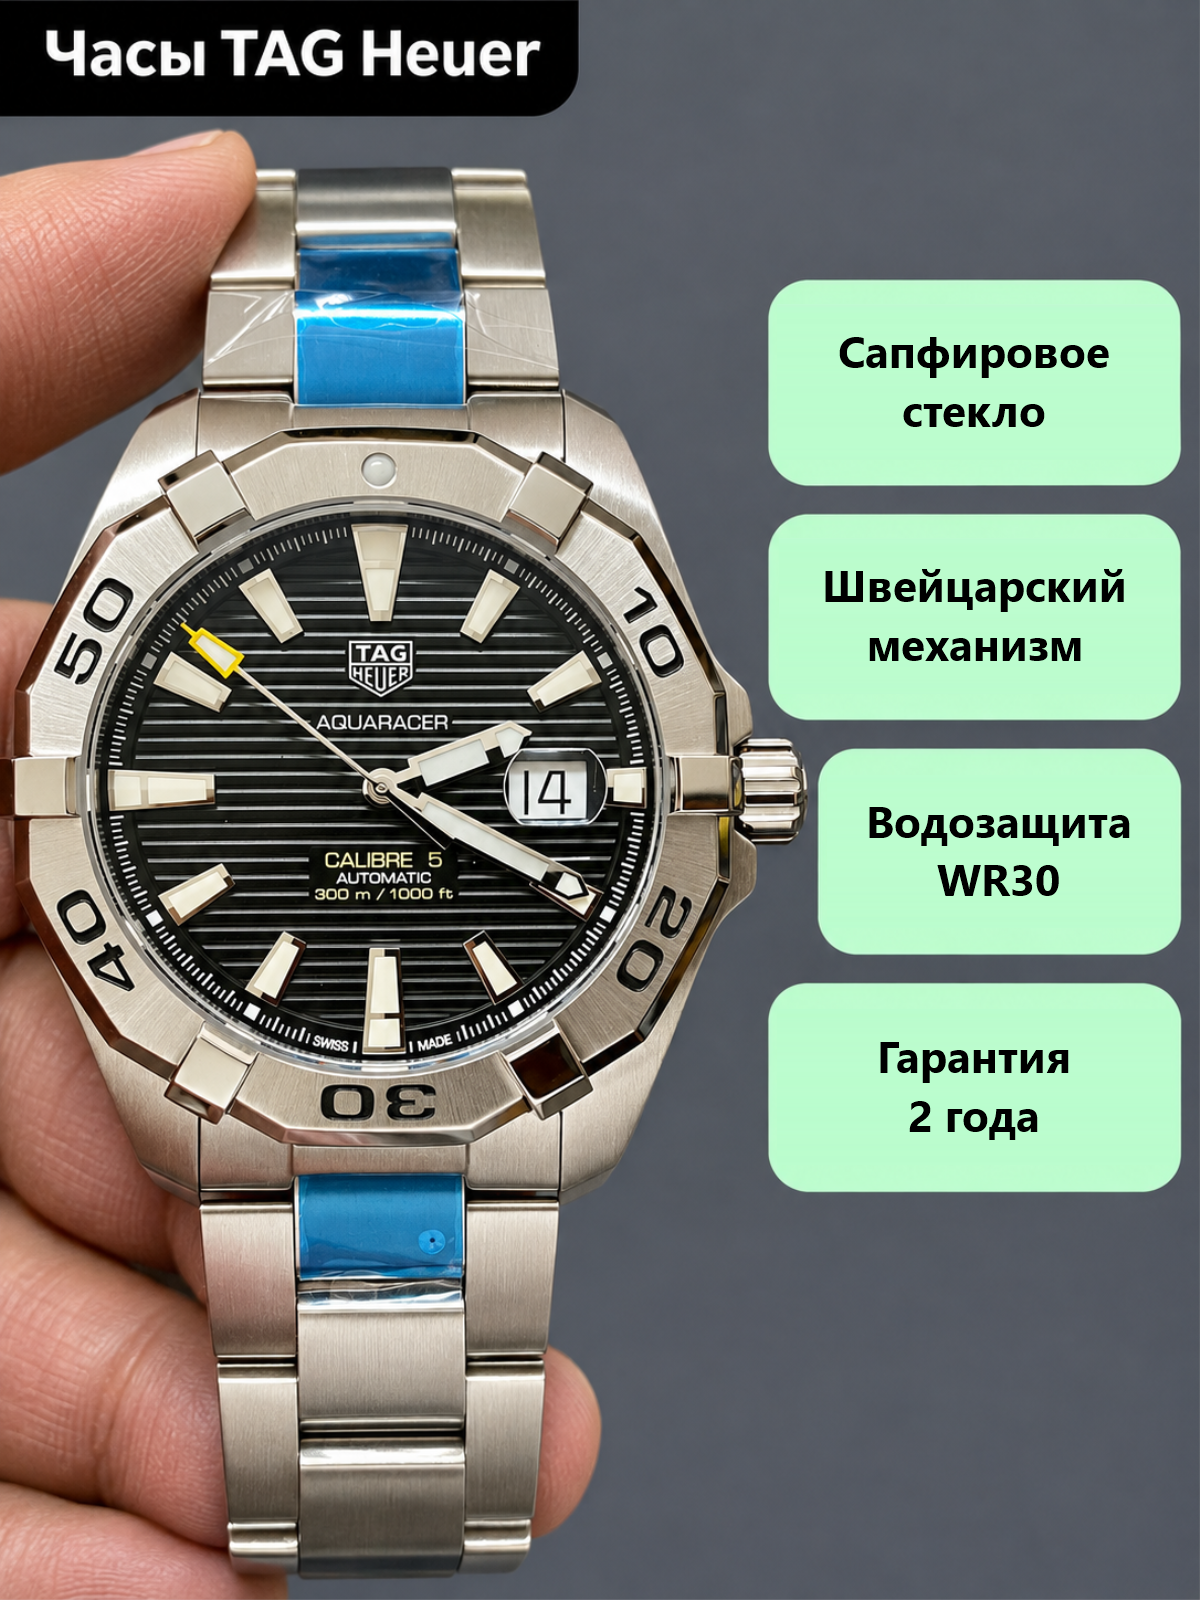 Часы TAG Heuer
Сапфировое
стекло
Швейцарский
механизм
Водозащита
WR30
Гарантия
2 года
10
20
30
40
50
TAG
HEUER
AQUARACER
14
CALIBRE 5
AUTOMATIC
300 m / 1000 ft
SWISS MADE